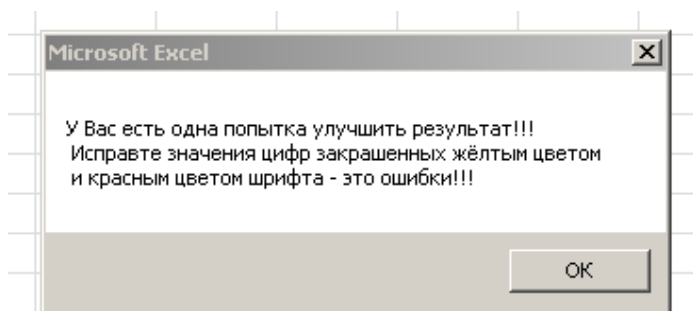 Microsoft Excel
У Вас есть одна попытка улучшить результат!!!
Исправте значения цифр закрашенных жёлтым цветом
и красным цветом шрифта - это ошибки!!!
ОК